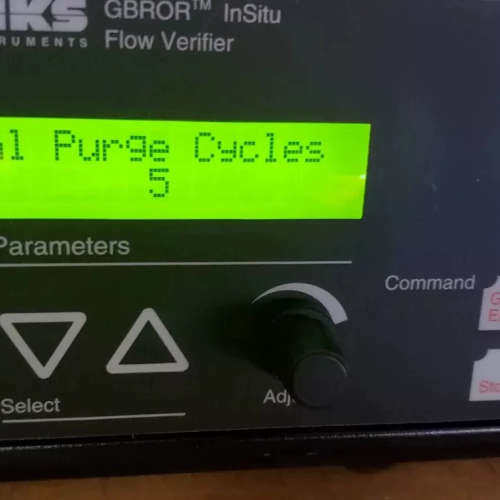 GBROR™ InSitu
Flow Verifier
Purge Cycles
5
Parameters
Command
Select